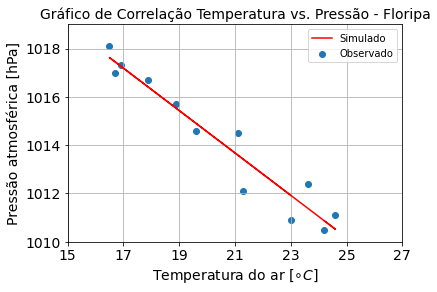 Gráfico de Correlação Temperatura vs. Pressão - Floripa
Simulado
Observado
Pressão atmosférica [hPa]
1018
1016
1014
1012
1010
15 17 19 21 23 25 27
Temperatura do ar [∘C]